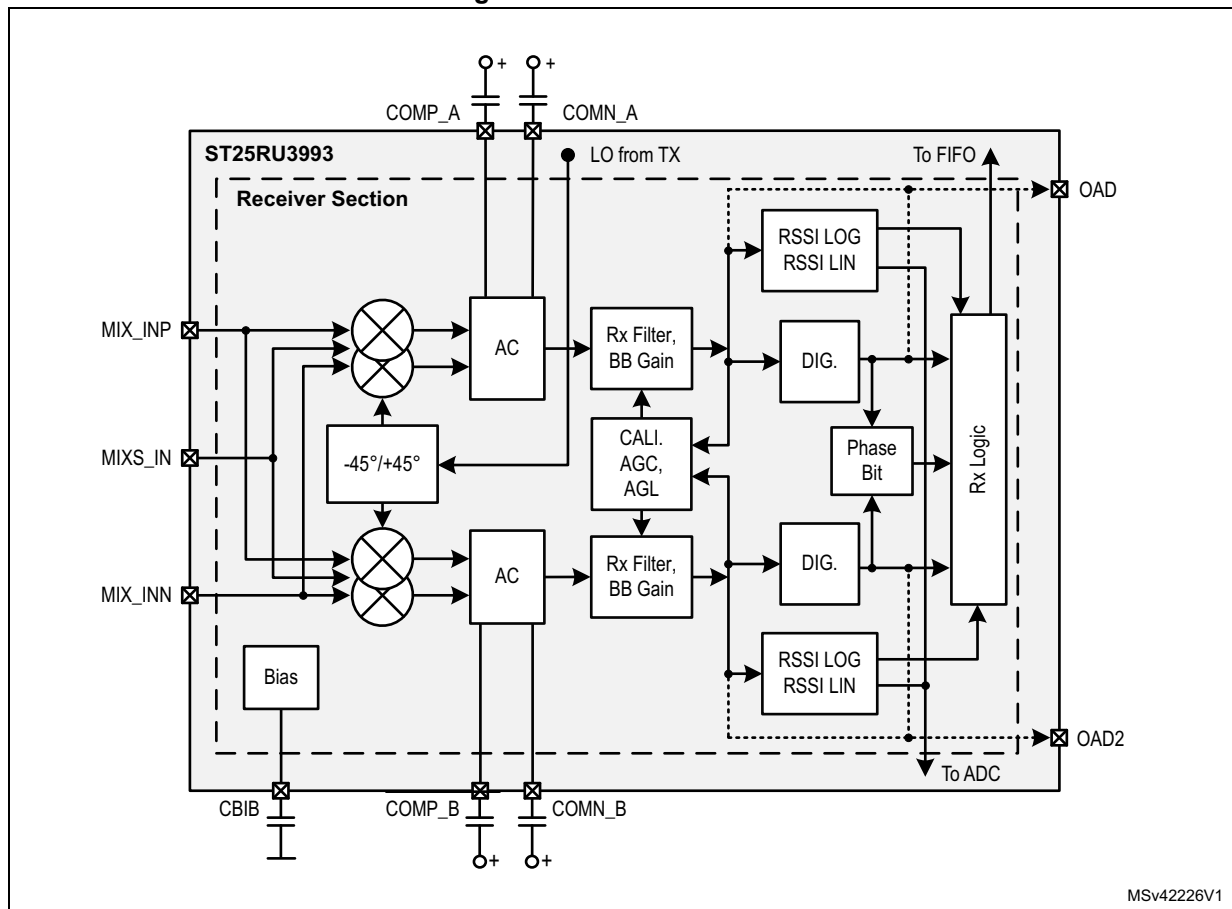 COMP_A
COMN_A
ST25RU3993
LO from TX
To FIFO
Receiver Section
OAD
RSSI LOG
RSSI LIN
MIX_INP
AC
Rx Filter,
BB Gain
DIG.
MIXS_IN
-45°/+45°
CALI.
AGC,
AGL
Phase
Bit
Rx Logic
MIX_INN
AC
Rx Filter,
BB Gain
DIG.
Bias
RSSI LOG
RSSI LIN
OAD2
To ADC
CBIB
COMP_B
COMN_B
MSv42226V1